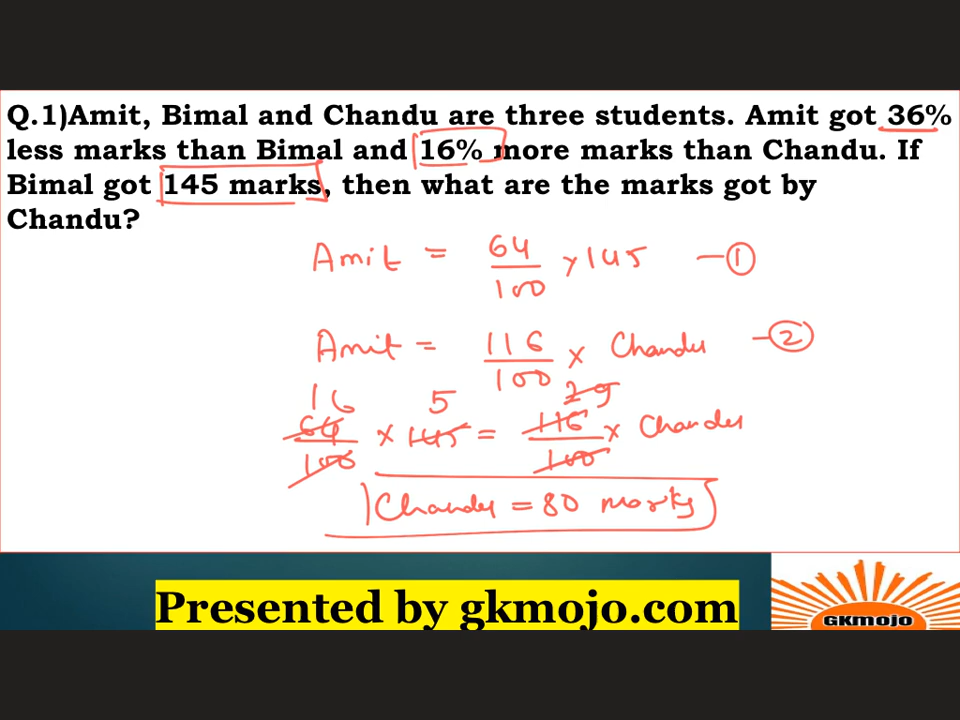 Q.1)Amit, Bimal and Chandu are three students. Amit got 36%
less marks than Bimal and 16% more marks than Chandu. If
Bimal got 145 marks, then what are the marks got by
Chandu?
Amit = 64/100 × 145 —①
Amit = 116/100 × Chandu —②
16 5 29
64/100 × 145 = 116/100 × Chandu
Chandu = 80 marks
Presented by gkmojo.com
GKmojo